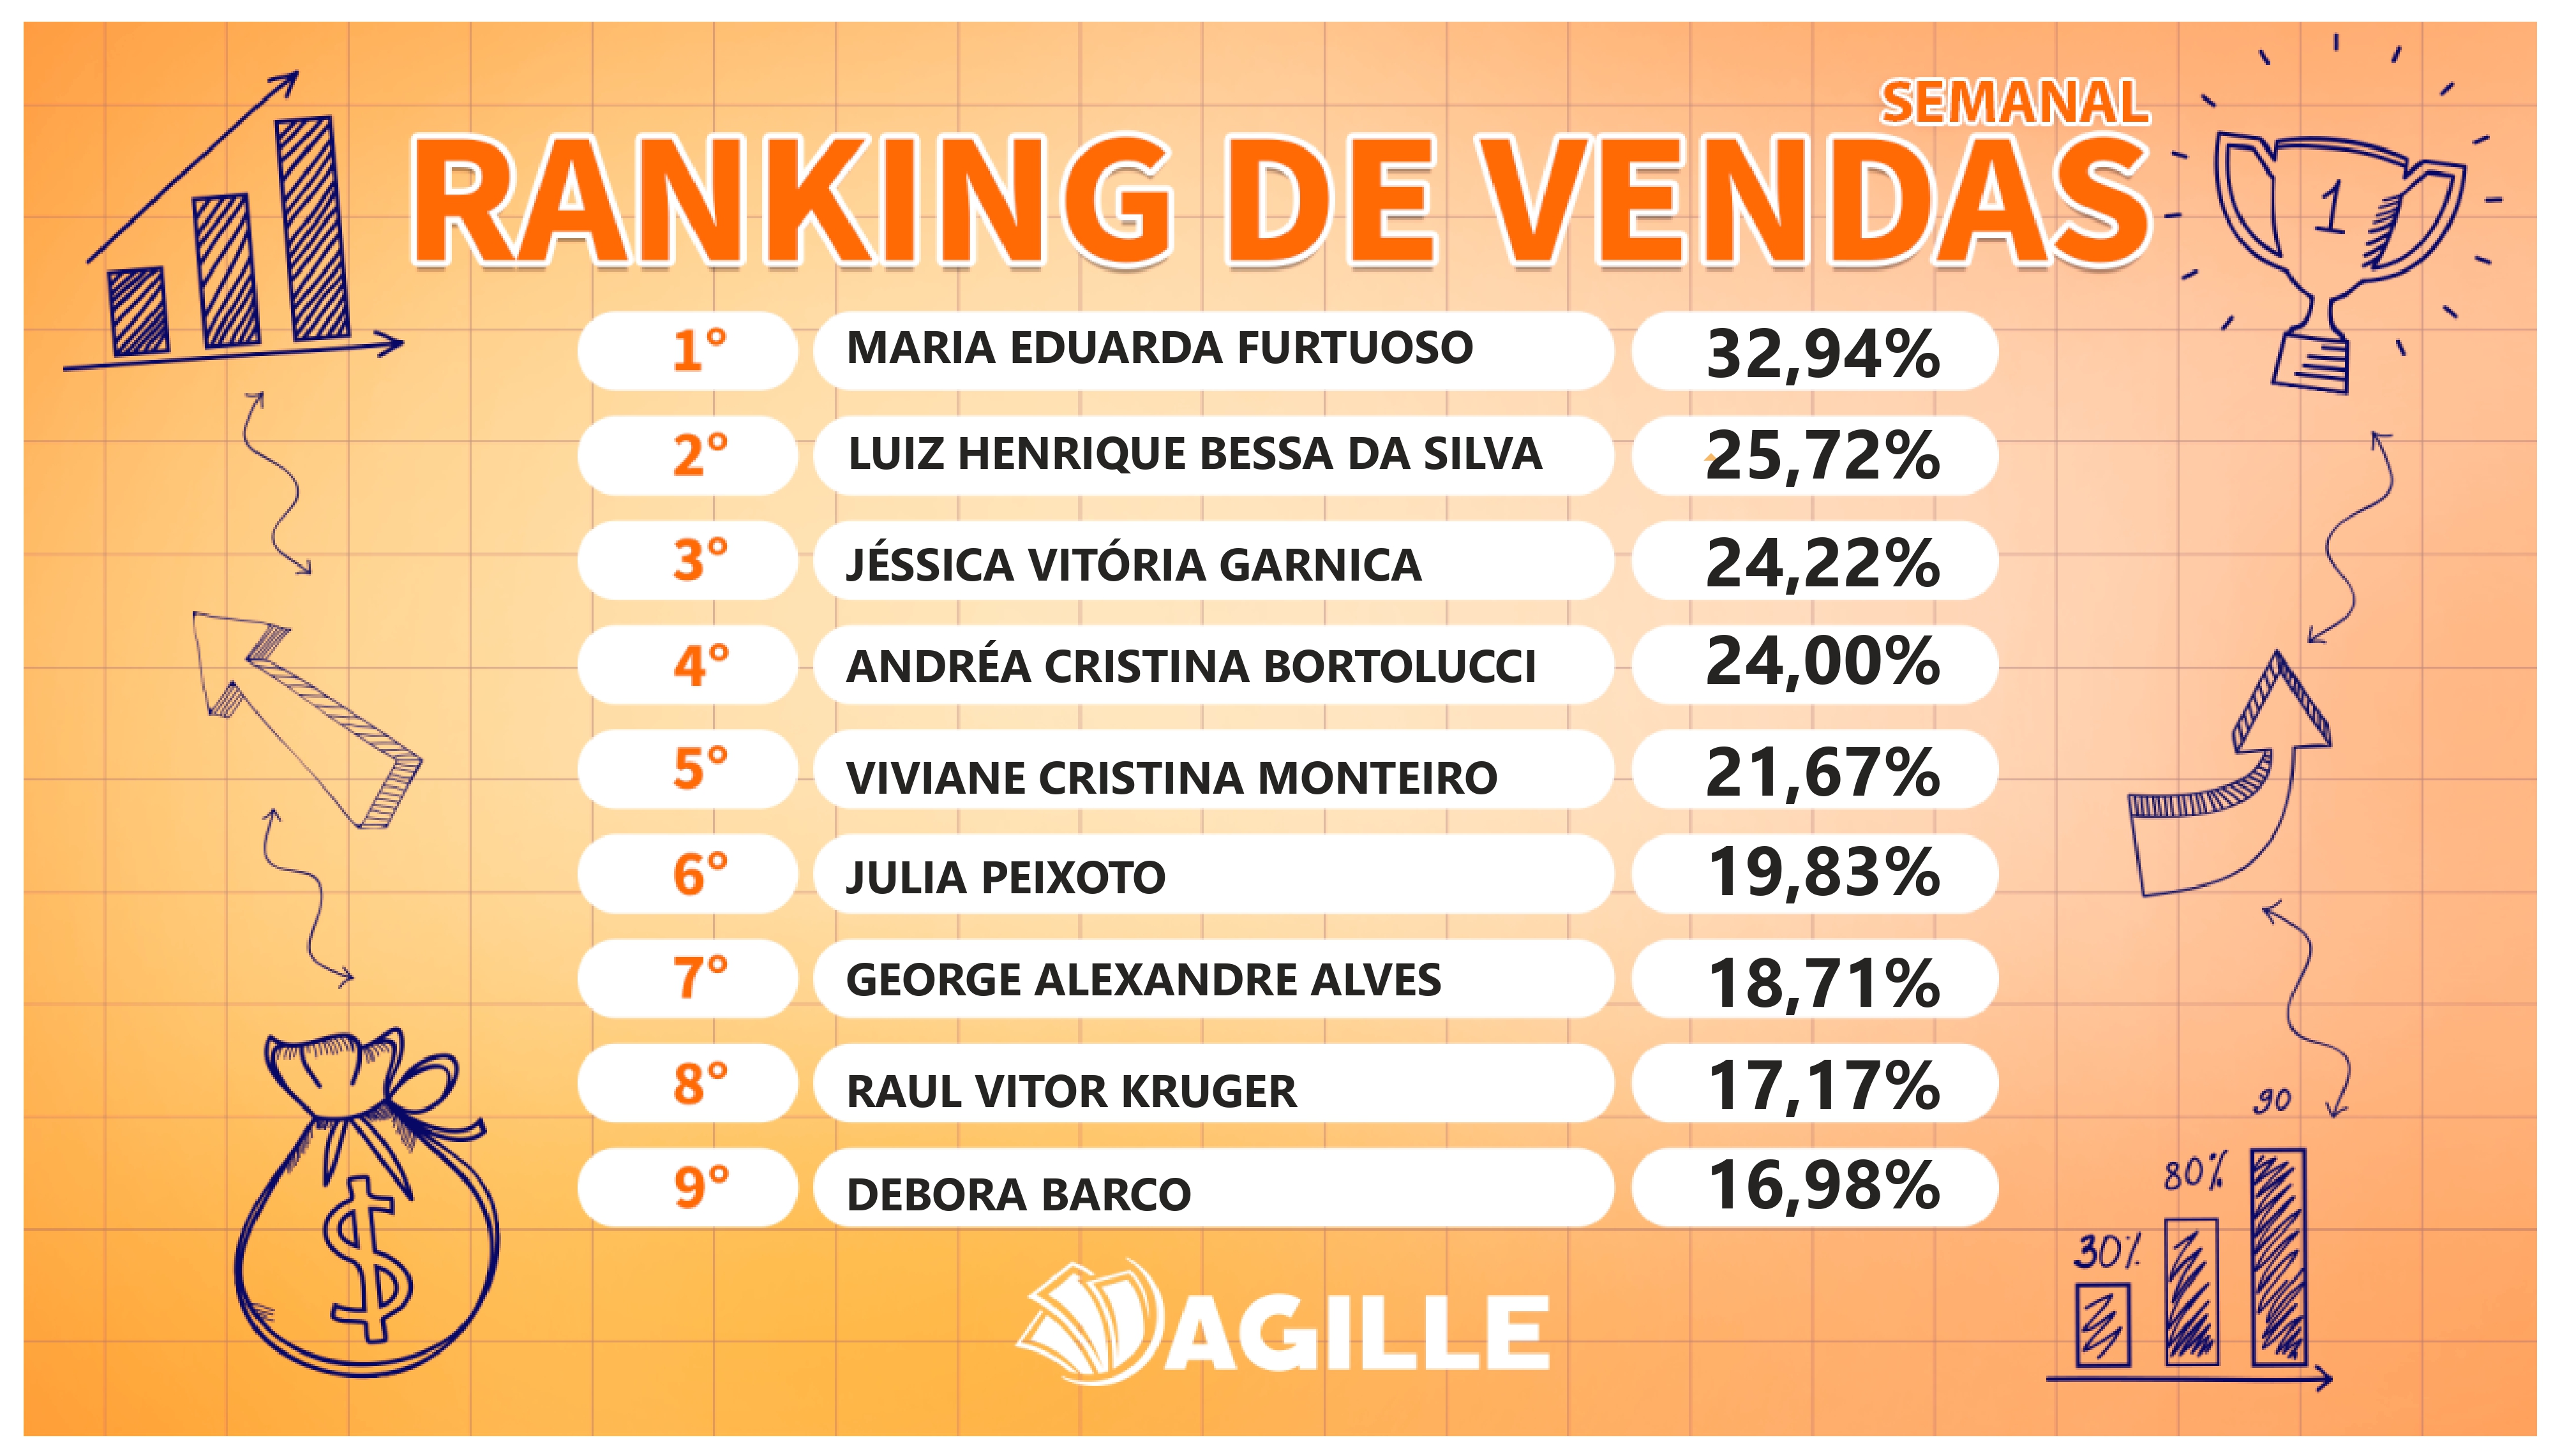 SEMANAL
RANKING DE VENDAS
1
1° MARIA EDUARDA FURTUOSO 32,94%
2° LUIZ HENRIQUE BESSA DA SILVA 25,72%
3° JÉSSICA VITÓRIA GARNICA 24,22%
4° ANDRÉA CRISTINA BORTOLUCCI 24,00%
5° VIVIANE CRISTINA MONTEIRO 21,67%
6° JULIA PEIXOTO 19,83%
7° GEORGE ALEXANDRE ALVES 18,71%
8° RAUL VITOR KRUGER 17,17%
9° DEBORA BARCO 16,98%
$
30%
80%
90
AGILLE